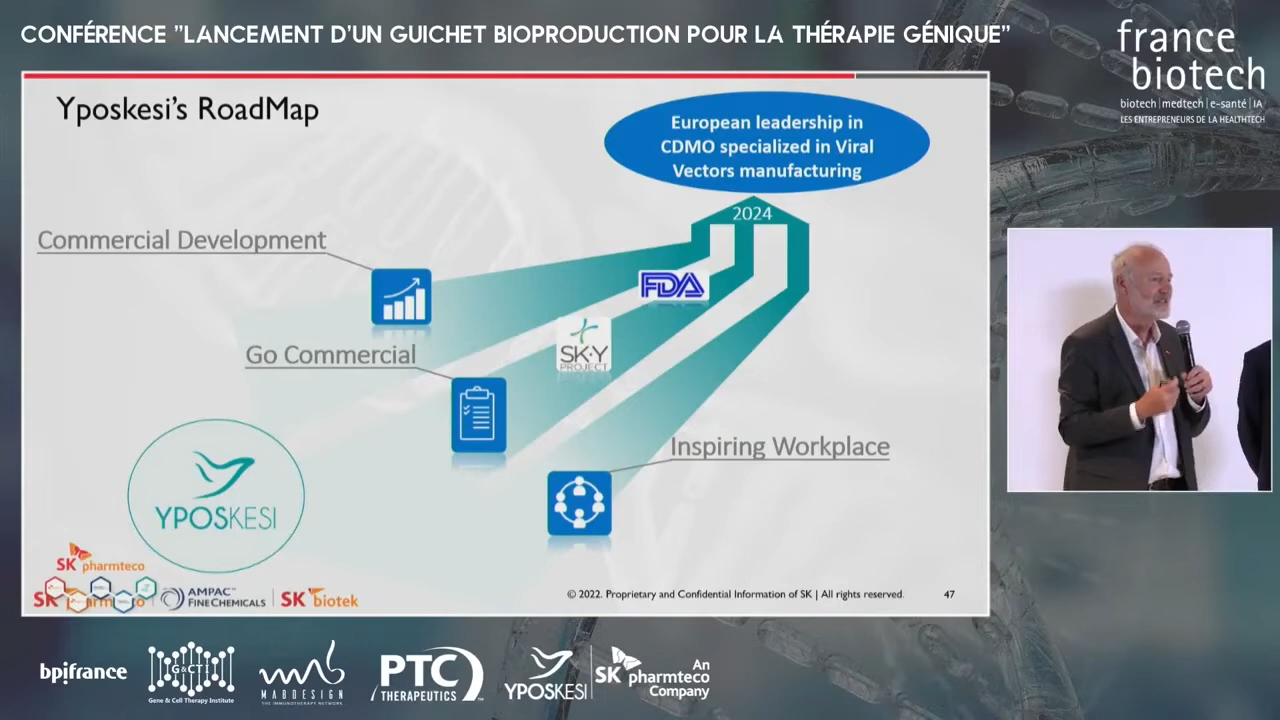 CONFÉRENCE "LANCEMENT D'UN GUICHET BIOPRODUCTION POUR LA THÉRAPIE GÉNIQUE"
france
biotech
biotech|medtech|e-santé|IA
LES ENTREPRENEURS DE LA HEALTHTECH
Yposkesi's RoadMap
European leadership in
CDMO specialized in Viral
Vectors manufacturing
2024
Commercial Development
FDA
SK·Y
PROJECT
Go Commercial
Inspiring Workplace
YPOSKESI
SK pharmteco
SK
AMPAC™
FINE CHEMICALS
SK biotek
© 2022. Proprietary and Confidential Information of SK | All rights reserved.
47
bpifrance
G&CTI
Gene & Cell Therapy Institute
MABDESIGN
THE IMMUNOTHERAPY NETWORK
PTC
THERAPEUTICS
YPOSKESI
SK pharmteco
An
Company